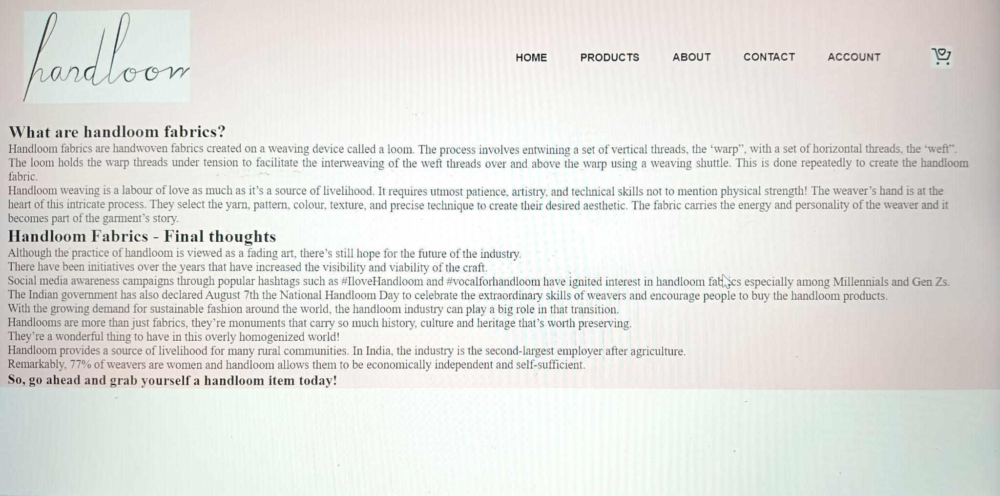 handloom
HOME PRODUCTS ABOUT CONTACT ACCOUNT
What are handloom fabrics?
Handloom fabrics are handwoven fabrics created on a weaving device called a loom. The process involves entwining a set of vertical threads, the ‘warp”, with a set of horizontal threads, the ‘weft”.
The loom holds the warp threads under tension to facilitate the interweaving of the weft threads over and above the warp using a weaving shuttle. This is done repeatedly to create the handloom
fabric.
Handloom weaving is a labour of love as much as it’s a source of livelihood. It requires utmost patience, artistry, and technical skills not to mention physical strength! The weaver’s hand is at the
heart of this intricate process. They select the yarn, pattern, colour, texture, and precise technique to create their desired aesthetic. The fabric carries the energy and personality of the weaver and it
becomes part of the garment’s story.
Handloom Fabrics - Final thoughts
Although the practice of handloom is viewed as a fading art, there’s still hope for the future of the industry.
There have been initiatives over the years that have increased the visibility and viability of the craft.
Social media awareness campaigns through popular hashtags such as #IloveHandloom and #vocalforhandloom have ignited interest in handloom fabrics especially among Millennials and Gen Zs.
The Indian government has also declared August 7th the National Handloom Day to celebrate the extraordinary skills of weavers and encourage people to buy the handloom products.
With the growing demand for sustainable fashion around the world, the handloom industry can play a big role in that transition.
Handlooms are more than just fabrics, they’re monuments that carry so much history, culture and heritage that’s worth preserving.
They’re a wonderful thing to have in this overly homogenized world!
Handloom provides a source of livelihood for many rural communities. In India, the industry is the second-largest employer after agriculture.
Remarkably, 77% of weavers are women and handloom allows them to be economically independent and self-sufficient.
So, go ahead and grab yourself a handloom item today!